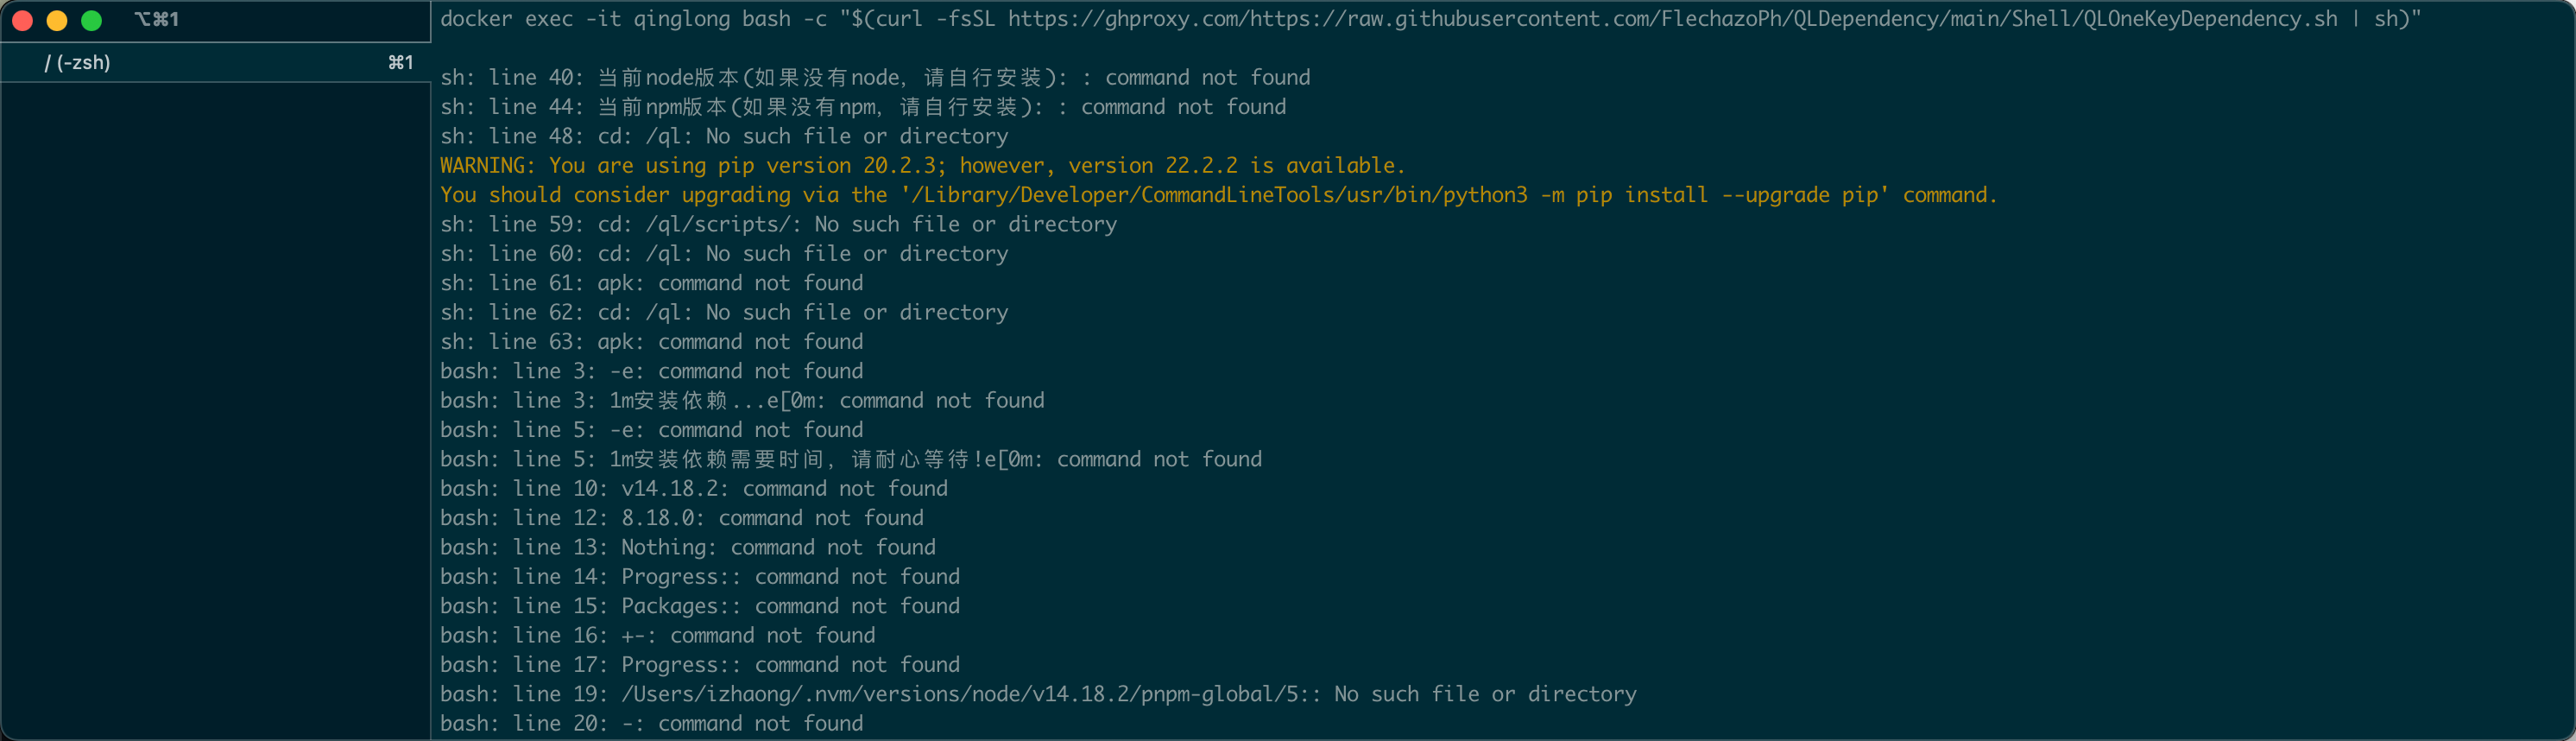 ⌥⌘1
/ (-zsh) ⌘1
docker exec -it qinglong bash -c "$(curl -fsSL https://ghproxy.com/https://raw.githubusercontent.com/FlechazoPh/QLDependency/main/Shell/QLOneKeyDependency.sh | sh)"
sh: line 40: 当前node版本(如果没有node, 请自行安装): : command not found
sh: line 44: 当前npm版本(如果没有npm, 请自行安装): : command not found
sh: line 48: cd: /ql: No such file or directory
WARNING: You are using pip version 20.2.3; however, version 22.2.2 is available.
You should consider upgrading via the '/Library/Developer/CommandLineTools/usr/bin/python3 -m pip install --upgrade pip' command.
sh: line 59: cd: /ql/scripts/: No such file or directory
sh: line 60: cd: /ql: No such file or directory
sh: line 61: apk: command not found
sh: line 62: cd: /ql: No such file or directory
sh: line 63: apk: command not found
bash: line 3: -e: command not found
bash: line 3: 1m安装依赖...e[0m: command not found
bash: line 5: -e: command not found
bash: line 5: 1m安装依赖需要时间, 请耐心等待!e[0m: command not found
bash: line 10: v14.18.2: command not found
bash: line 12: 8.18.0: command not found
bash: line 13: Nothing: command not found
bash: line 14: Progress:: command not found
bash: line 15: Packages:: command not found
bash: line 16: +-: command not found
bash: line 17: Progress:: command not found
bash: line 19: /Users/izhaong/.nvm/versions/node/v14.18.2/pnpm-global/5:: No such file or directory
bash: line 20: -: command not found